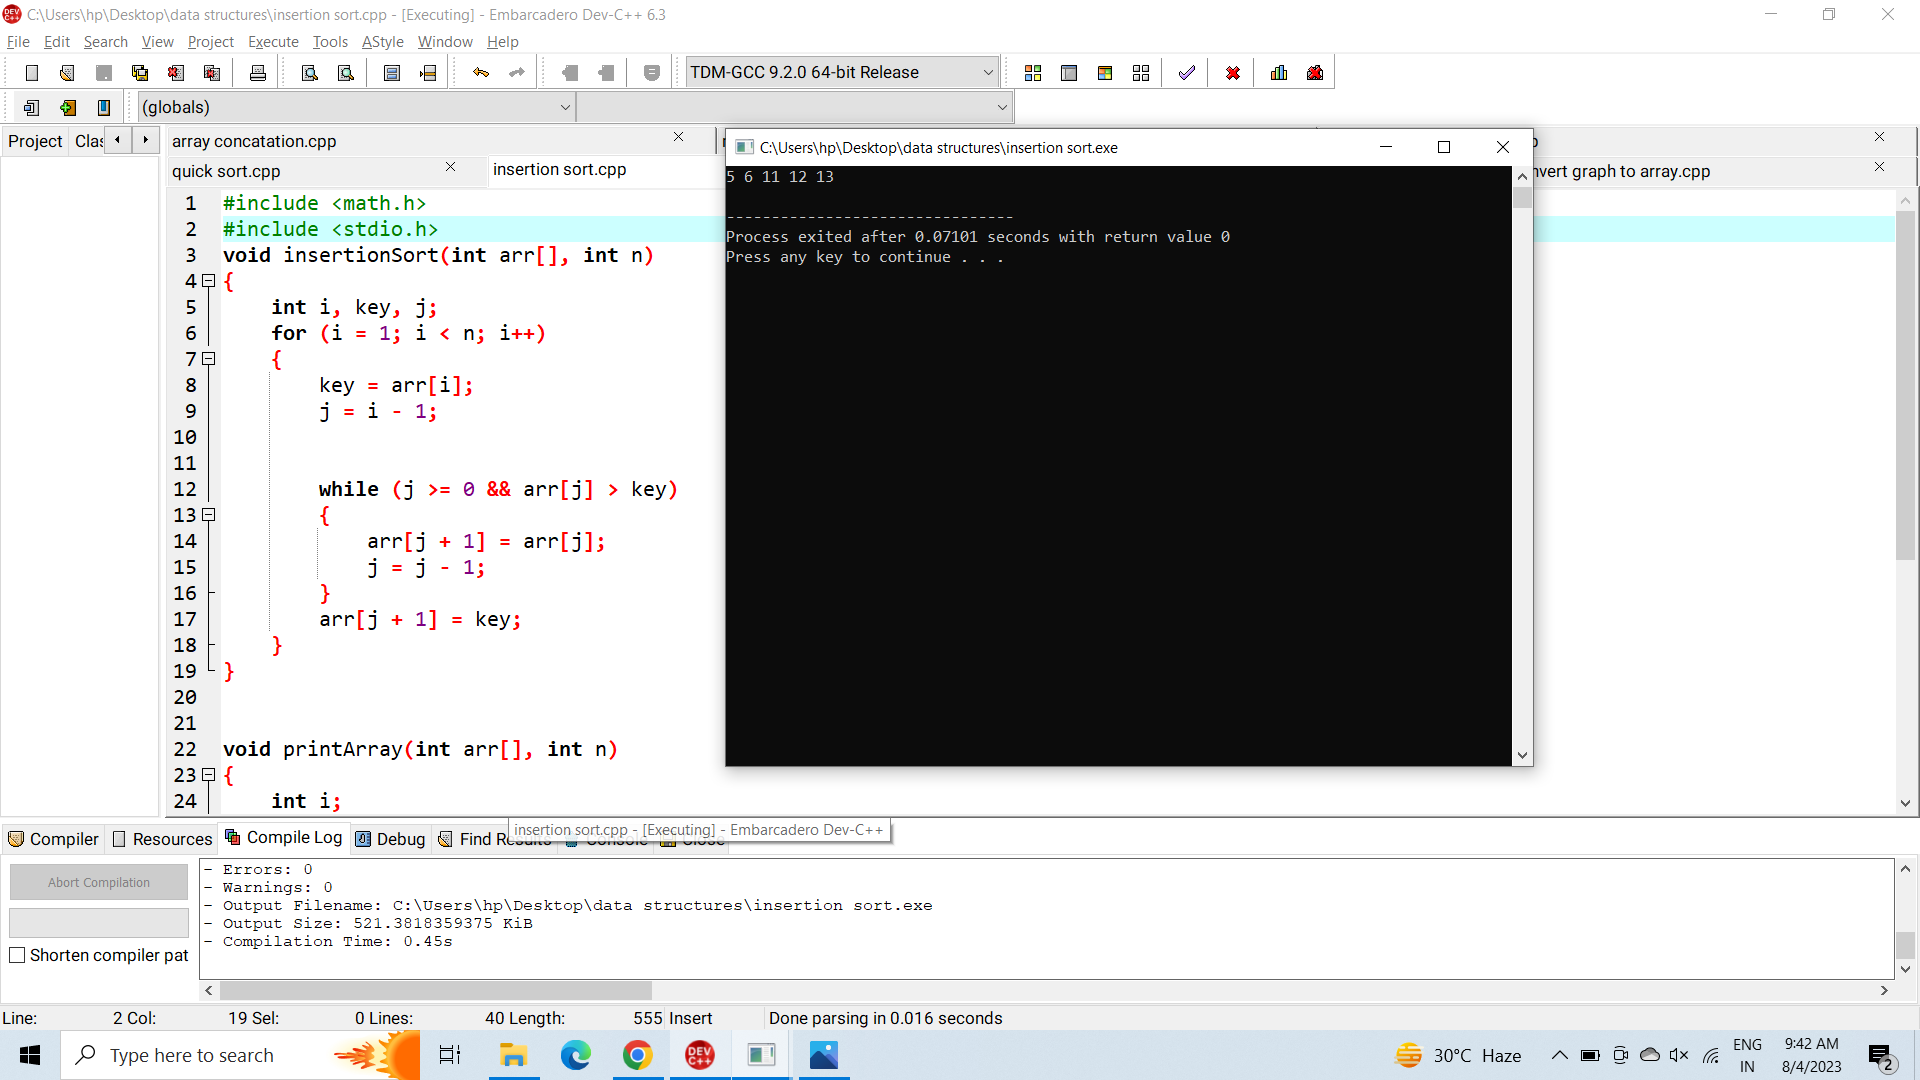 C:\Users\hp\Desktop\data structures\insertion sort.cpp - [Executing] - Embarcadero Dev-C++ 6.3
File Edit Search View Project Execute Tools AStyle Window Help
TDM-GCC 9.2.0 64-bit Release
(globals)
Project Clas
array concatation.cpp
quick sort.cpp insertion sort.cpp
nvert graph to array.cpp
1 #include <math.h>
2 #include <stdio.h>
3 void insertionSort(int arr[], int n)
4 {
5 int i, key, j;
6 for (i = 1; i < n; i++)
7 {
8 key = arr[i];
9 j = i - 1;
10
11
12 while (j >= 0 && arr[j] > key)
13 {
14 arr[j + 1] = arr[j];
15 j = j - 1;
16 }
17 arr[j + 1] = key;
18 }
19 }
20
21
22 void printArray(int arr[], int n)
23 {
24 int i;
C:\Users\hp\Desktop\data structures\insertion sort.exe
5 6 11 12 13
--------------------------------
Process exited after 0.07101 seconds with return value 0
Press any key to continue . . .
insertion sort.cpp - [Executing] - Embarcadero Dev-C++
Compiler Resources Compile Log Debug Find Results Console Close
Abort Compilation
Shorten compiler pat
- Errors: 0
- Warnings: 0
- Output Filename: C:\Users\hp\Desktop\data structures\insertion sort.exe
- Output Size: 521.3818359375 KiB
- Compilation Time: 0.45s
Line: 2 Col: 19 Sel: 0 Lines: 40 Length: 555 Insert Done parsing in 0.016 seconds
Type here to search
DEV C++
30°C Haze
ENG
IN
9:42 AM
8/4/2023
2